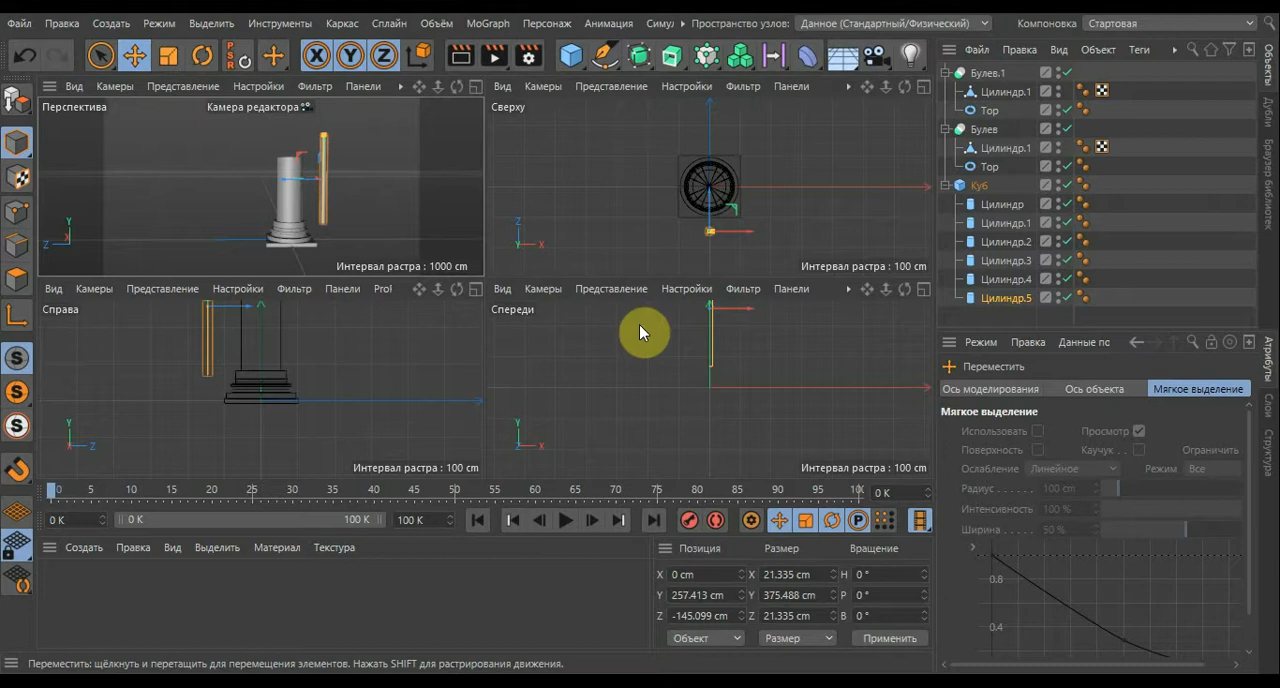 Файл Правка Создать Режим Выделить Инструменты Каркас Сплайн Объём MoGraph Персонаж Анимация Симу Пространство узлов: Данное (Стандартный/Физический) Компоновка Стартовая
X Y Z
PSR
Файл Правка Вид Объект Теги
Объекты
Дубли
Браузер библиотек
Булев.1
Цилиндр.1
Тор
Булев
Цилиндр.1
Тор
Куб
Цилиндр
Цилиндр.1
Цилиндр.2
Цилиндр.3
Цилиндр.4
Цилиндр.5
Вид Камеры Представление Настройки Фильтр Панели
Перспектива Камера редактора
Y
Z X
Интервал растра : 1000 cm
Вид Камеры Представление Настройки Фильтр Панели
Сверху
Z
Y X
Интервал растра : 100 cm
Вид Камеры Представление Настройки Фильтр Панели Prol
Справа
Y
X Z
Интервал растра : 100 cm
Вид Камеры Представление Настройки Фильтр Панели
Спереди
Y
Z X
Интервал растра : 100 cm
S
S
S
Режим Правка Данные по
Атрибуты
Слои
Структура
Переместить
Ось моделирования Ось объекта Мягкое выделение
Мягкое выделение
Использовать Просмотр
Поверхность Каучук . . Ограничить
Ослабление Линейное Режим Все
Радиус . . . . . . 100 cm
Интенсивность 100 %
Ширина . . . . . 50 %
0.8
0.4
0 5 10 15 20 25 30 35 40 45 50 55 60 65 70 75 80 85 90 95 10( 0 K
0 K 0 K 100 K 100 K P
Создать Правка Вид Выделить Материал Текстура
Позиция Размер Вращение
X 0 cm X 21.335 cm H 0 °
Y 257.413 cm Y 375.488 cm P 0 °
Z -145.099 cm Z 21.335 cm B 0 °
Объект Размер Применить
Переместить: щёлкнуть и перетащить для перемещения элементов. Нажать SHIFT для растрирования движения.